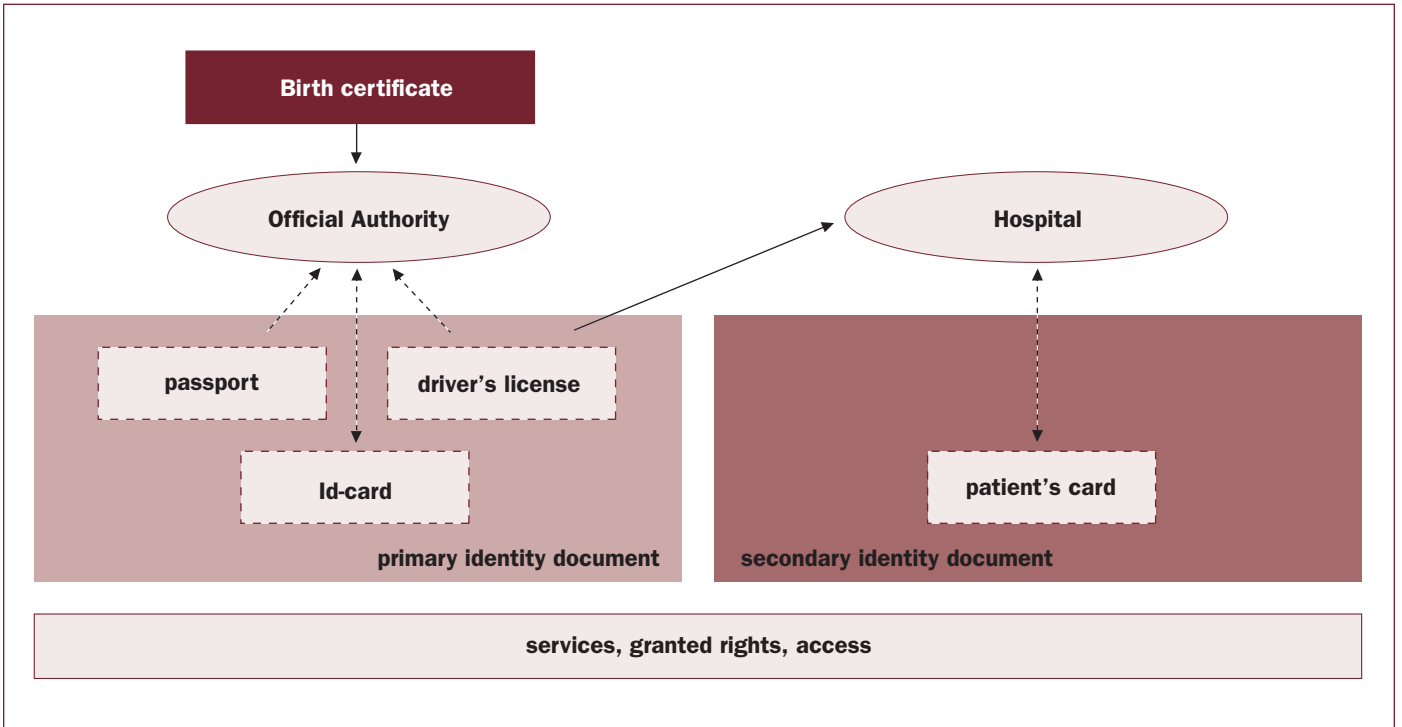 Birth certificate
Official Authority
Hospital
passport
driver’s license
Id-card
patient’s card
primary identity document
secondary identity document
services, granted rights, access